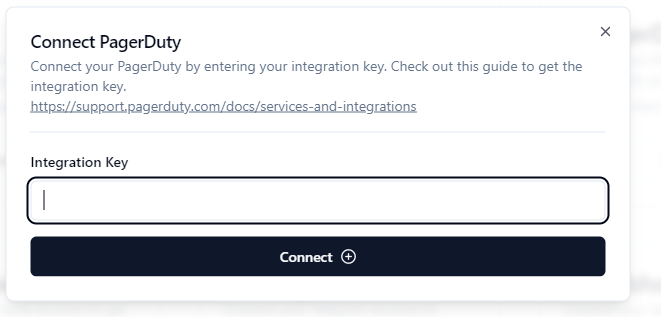 Connect PagerDuty
Connect your PagerDuty by entering your integration key. Check out this guide to get the
integration key.
https://support.pagerduty.com/docs/services-and-integrations
Integration Key
Connect